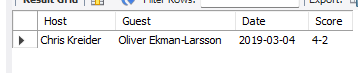 Result Grid Filter Rows: Export:
Host Guest Date Score
Chris Kreider Oliver Ekman-Larsson 2019-03-04 4-2